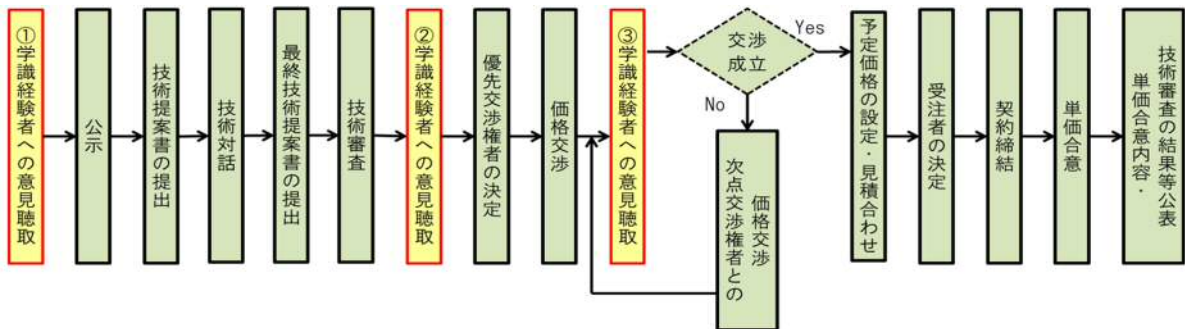 ①学識経験者への意見聴取
公示
技術提案書の提出
技術対話
最終技術提案書の提出
技術審査
②学識経験者への意見聴取
優先交渉権者の決定
価格交渉
③学識経験者への意見聴取
交渉
成立
Yes
No
価格交渉
次点交渉権者との
予定価格の設定・見積合わせ
受注者の決定
契約締結
単価合意
技術審査の結果等公表
単価合意内容・